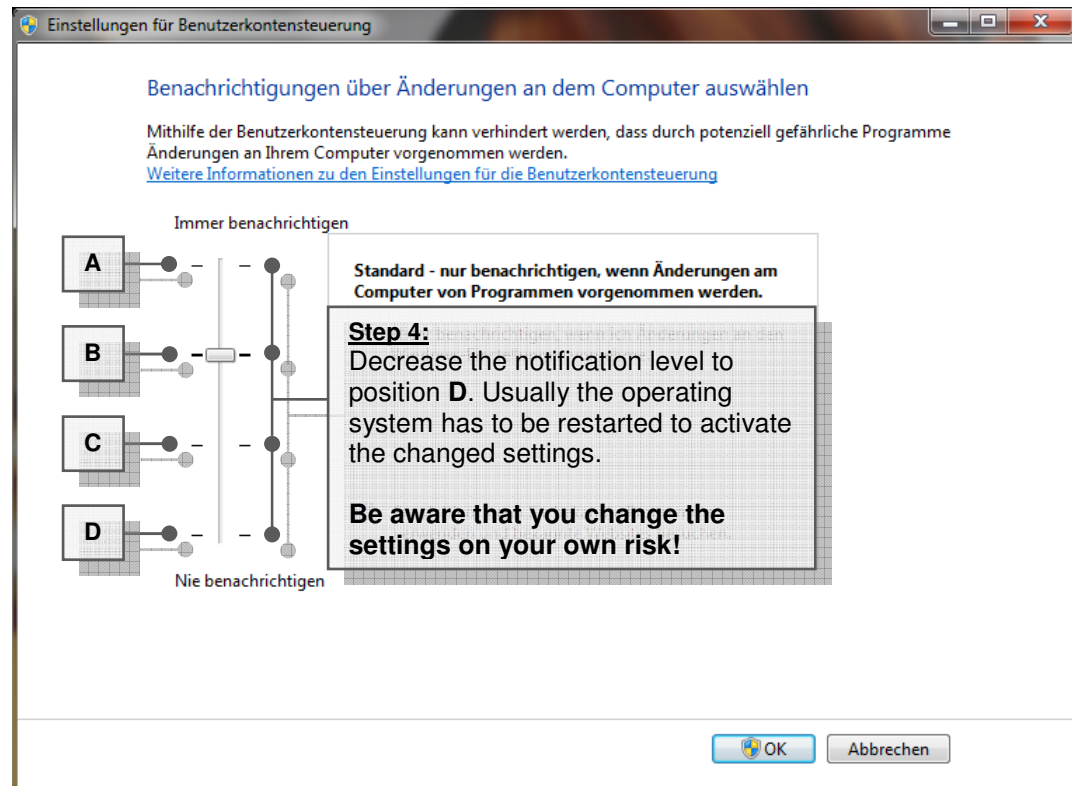 Einstellungen für Benutzerkontensteuerung
Benachrichtigungen über Änderungen an dem Computer auswählen
Mithilfe der Benutzerkontensteuerung kann verhindert werden, dass durch potenziell gefährliche Programme
Änderungen an Ihrem Computer vorgenommen werden.
Weitere Informationen zu den Einstellungen für die Benutzerkontensteuerung
Immer benachrichtigen
A
B
C
D
Standard - nur benachrichtigen, wenn Änderungen am
Computer von Programmen vorgenommen werden.
Step 4:
Decrease the notification level to
position D. Usually the operating
system has to be restarted to activate
the changed settings.
Be aware that you change the
settings on your own risk!
Nie benachrichtigen
OK
Abbrechen